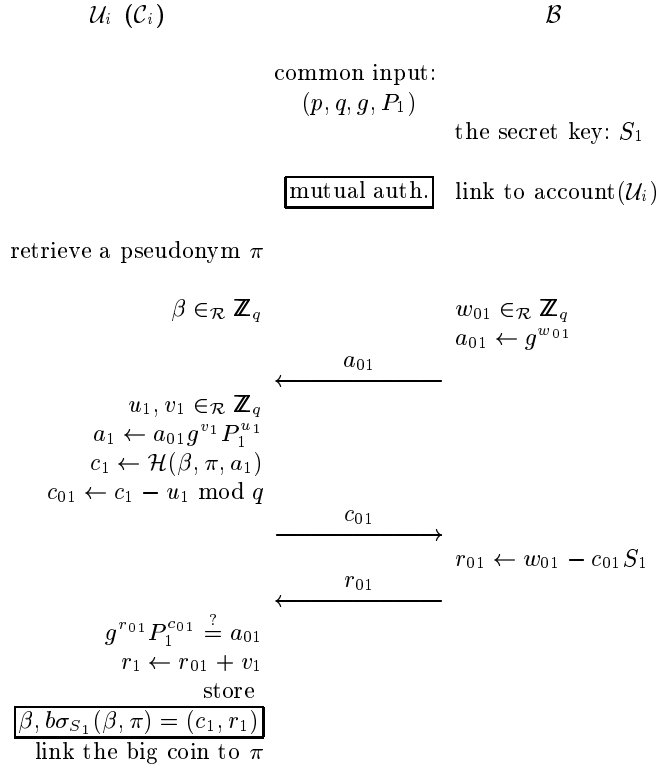 𝒰ᵢ (𝒞ᵢ) ℬ
common input:
(p, q, g, P₁)
the secret key: S₁
mutual auth. link to account(𝒰ᵢ)
retrieve a pseudonym π
β ∈_ℛ ℤ_q w₀₁ ∈_ℛ ℤ_q
a₀₁ ← g^{w₀₁}
a₀₁
u₁, v₁ ∈_ℛ ℤ_q
a₁ ← a₀₁g^{v₁}P₁^{u₁}
c₁ ← ℋ(β, π, a₁)
c₀₁ ← c₁ − u₁ mod q
c₀₁
r₀₁ ← w₀₁ − c₀₁S₁
r₀₁
g^{r₀₁}P₁^{c₀₁} ≟ a₀₁
r₁ ← r₀₁ + v₁
store
β, bσ_{S₁}(β, π) = (c₁, r₁)
link the big coin to π